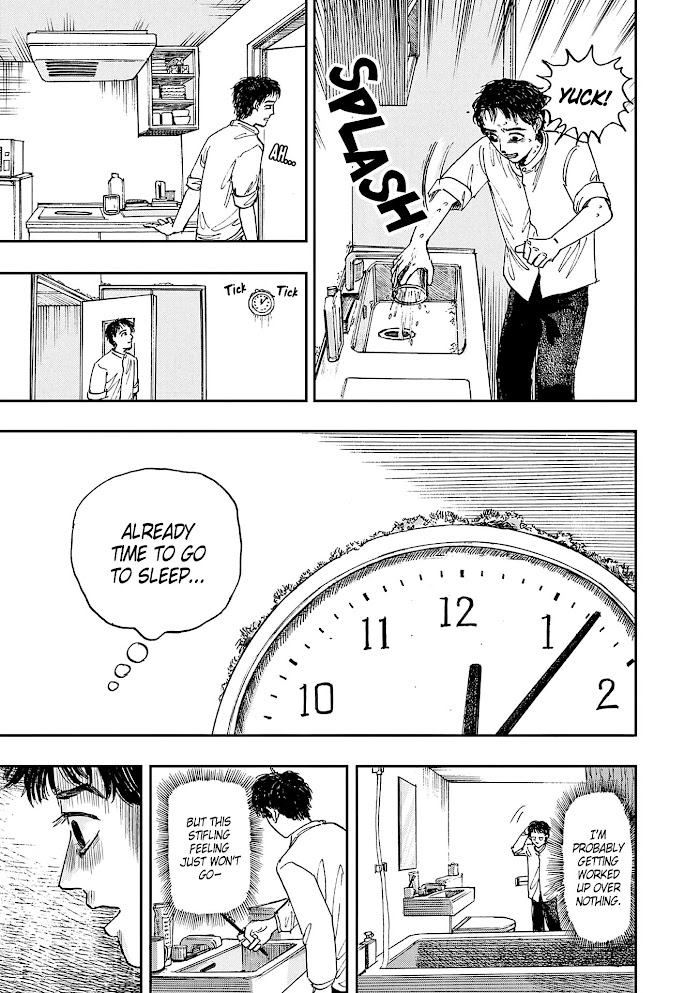 YUCK!
SPLASH
AH...
TICK
TICK
ALREADY
TIME TO GO
TO SLEEP...
10
11
12
1
2
I'M
PROBABLY
GETTING
WORKED
UP OVER
NOTHING.
BUT THIS
STIFLING
FEELING
JUST WON'T
GO–